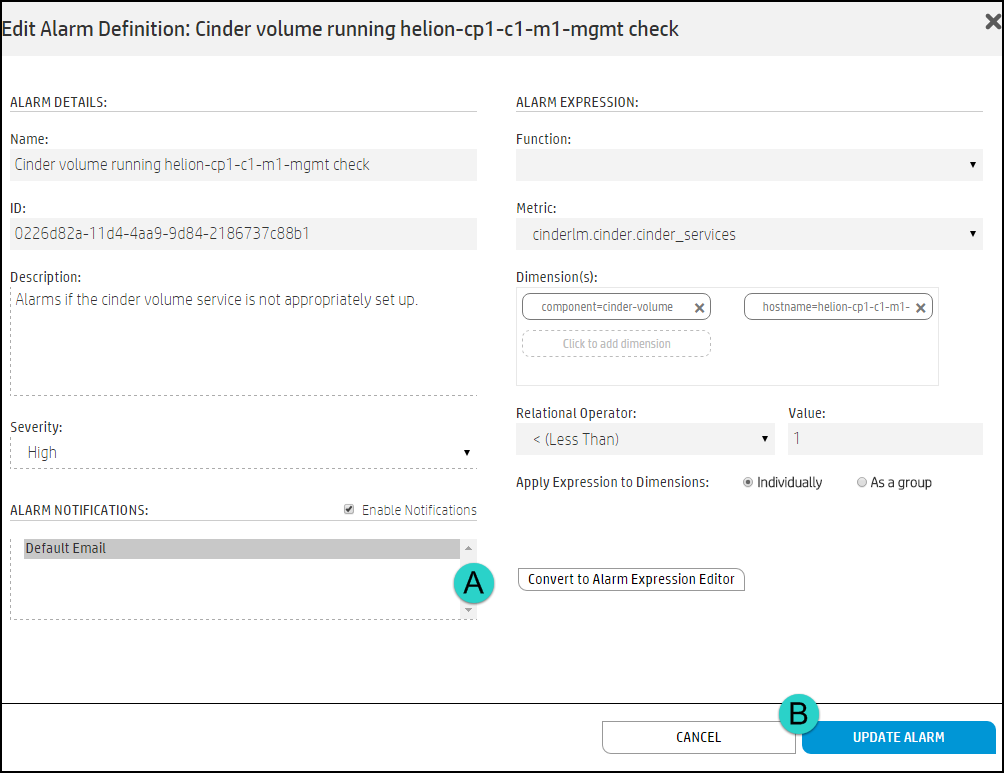 Edit Alarm Definition: Cinder volume running helion-cp1-c1-m1-mgmt check
ALARM DETAILS:
Name:
Cinder volume running helion-cp1-c1-m1-mgmt check
ID:
0226d82a-11d4-4aa9-9d84-2186737c88b1
Description:
Alarms if the cinder volume service is not appropriately set up.
Severity:
High
ALARM NOTIFICATIONS:
Enable Notifications
Default Email
A
ALARM EXPRESSION:
Function:
Metric:
cinderlm.cinder.cinder_services
Dimension(s):
component=cinder-volume
hostname=helion-cp1-c1-m1-
Click to add dimension
Relational Operator:
Value:
< (Less Than)
1
Apply Expression to Dimensions:
Individually
As a group
Convert to Alarm Expression Editor
B
CANCEL
UPDATE ALARM